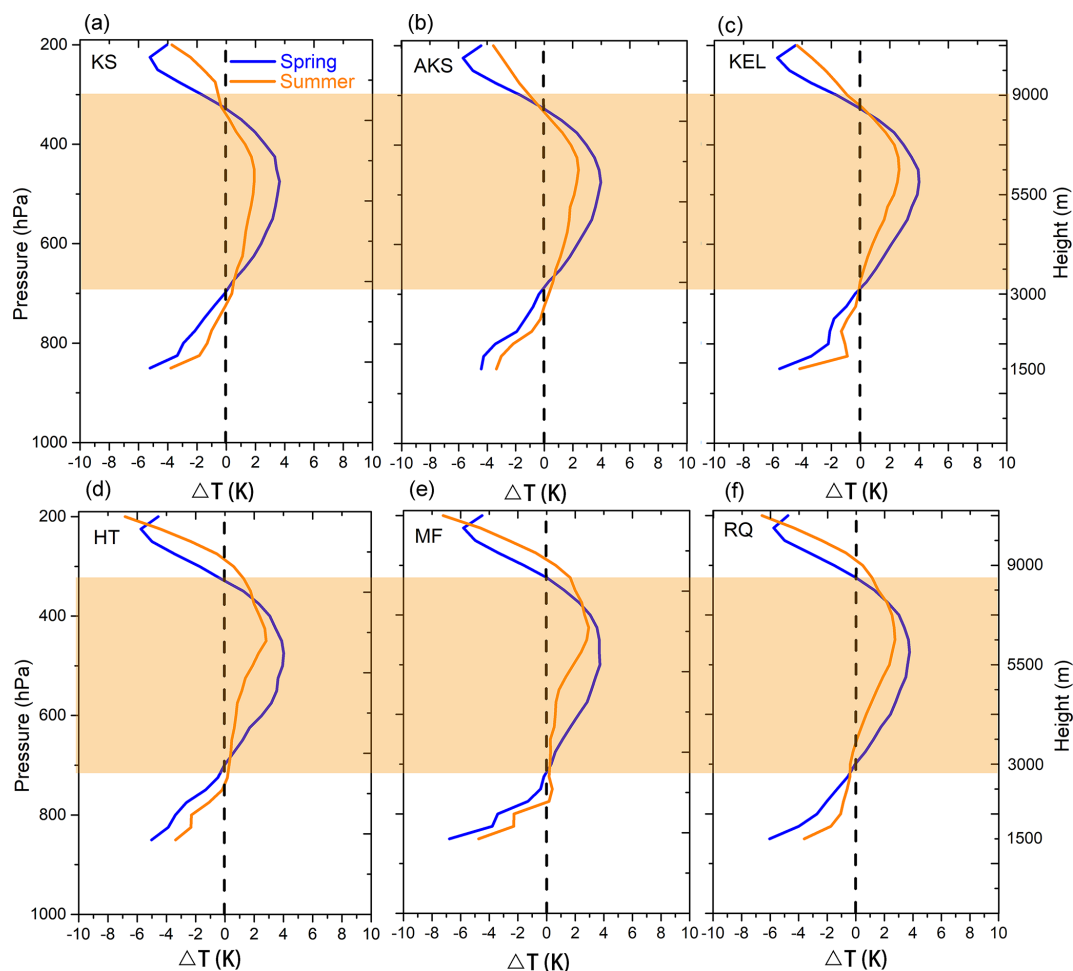 (a) (b) (c)
200
KS Spring AKS KEL
Summer
9000
400
Pressure (hPa) 5500 Height (m)
600
3000
800
1500
1000
-10 -8 -6 -4 -2 0 2 4 6 8 10 -8 -6 -4 -2 0 2 4 6 8 10 -8 -6 -4 -2 0 2 4 6 8 10
△T (K) △T (K) △T (K)
(d) (e) (f)
200
HT MF RQ
9000
400
Pressure (hPa) 5500 Height (m)
600
3000
800
1500
1000
-10 -8 -6 -4 -2 0 2 4 6 8 10 -8 -6 -4 -2 0 2 4 6 8 10 -8 -6 -4 -2 0 2 4 6 8 10
△T (K) △T (K) △T (K)